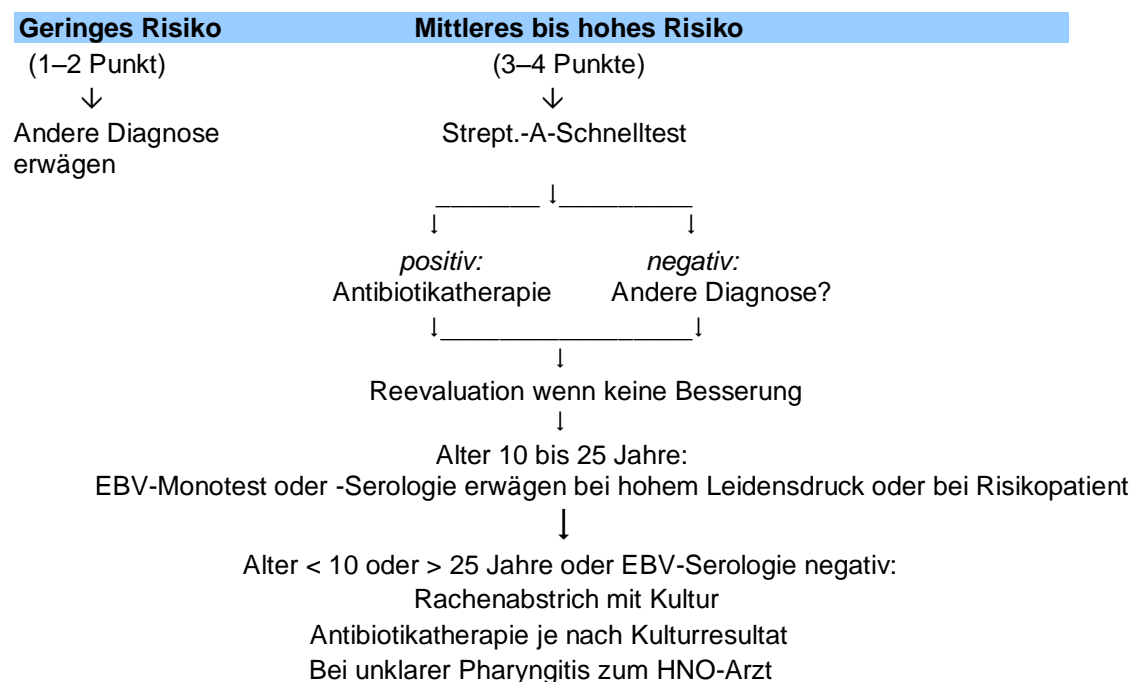 Geringes Risiko Mittleres bis hohes Risiko
(1–2 Punkt) (3–4 Punkte)
↓ ↓
Andere Diagnose Strept.-A-Schnelltest
erwägen
_______ ↓_________
↓ ↓
positiv: negativ:
Antibiotikatherapie Andere Diagnose?
↓_________________↓
↓
Reevaluation wenn keine Besserung
↓
Alter 10 bis 25 Jahre:
EBV-Monotest oder -Serologie erwägen bei hohem Leidensdruck oder bei Risikopatient
↓
Alter < 10 oder > 25 Jahre oder EBV-Serologie negativ:
Rachenabstrich mit Kultur
Antibiotikatherapie je nach Kulturresultat
Bei unklarer Pharyngitis zum HNO-Arzt